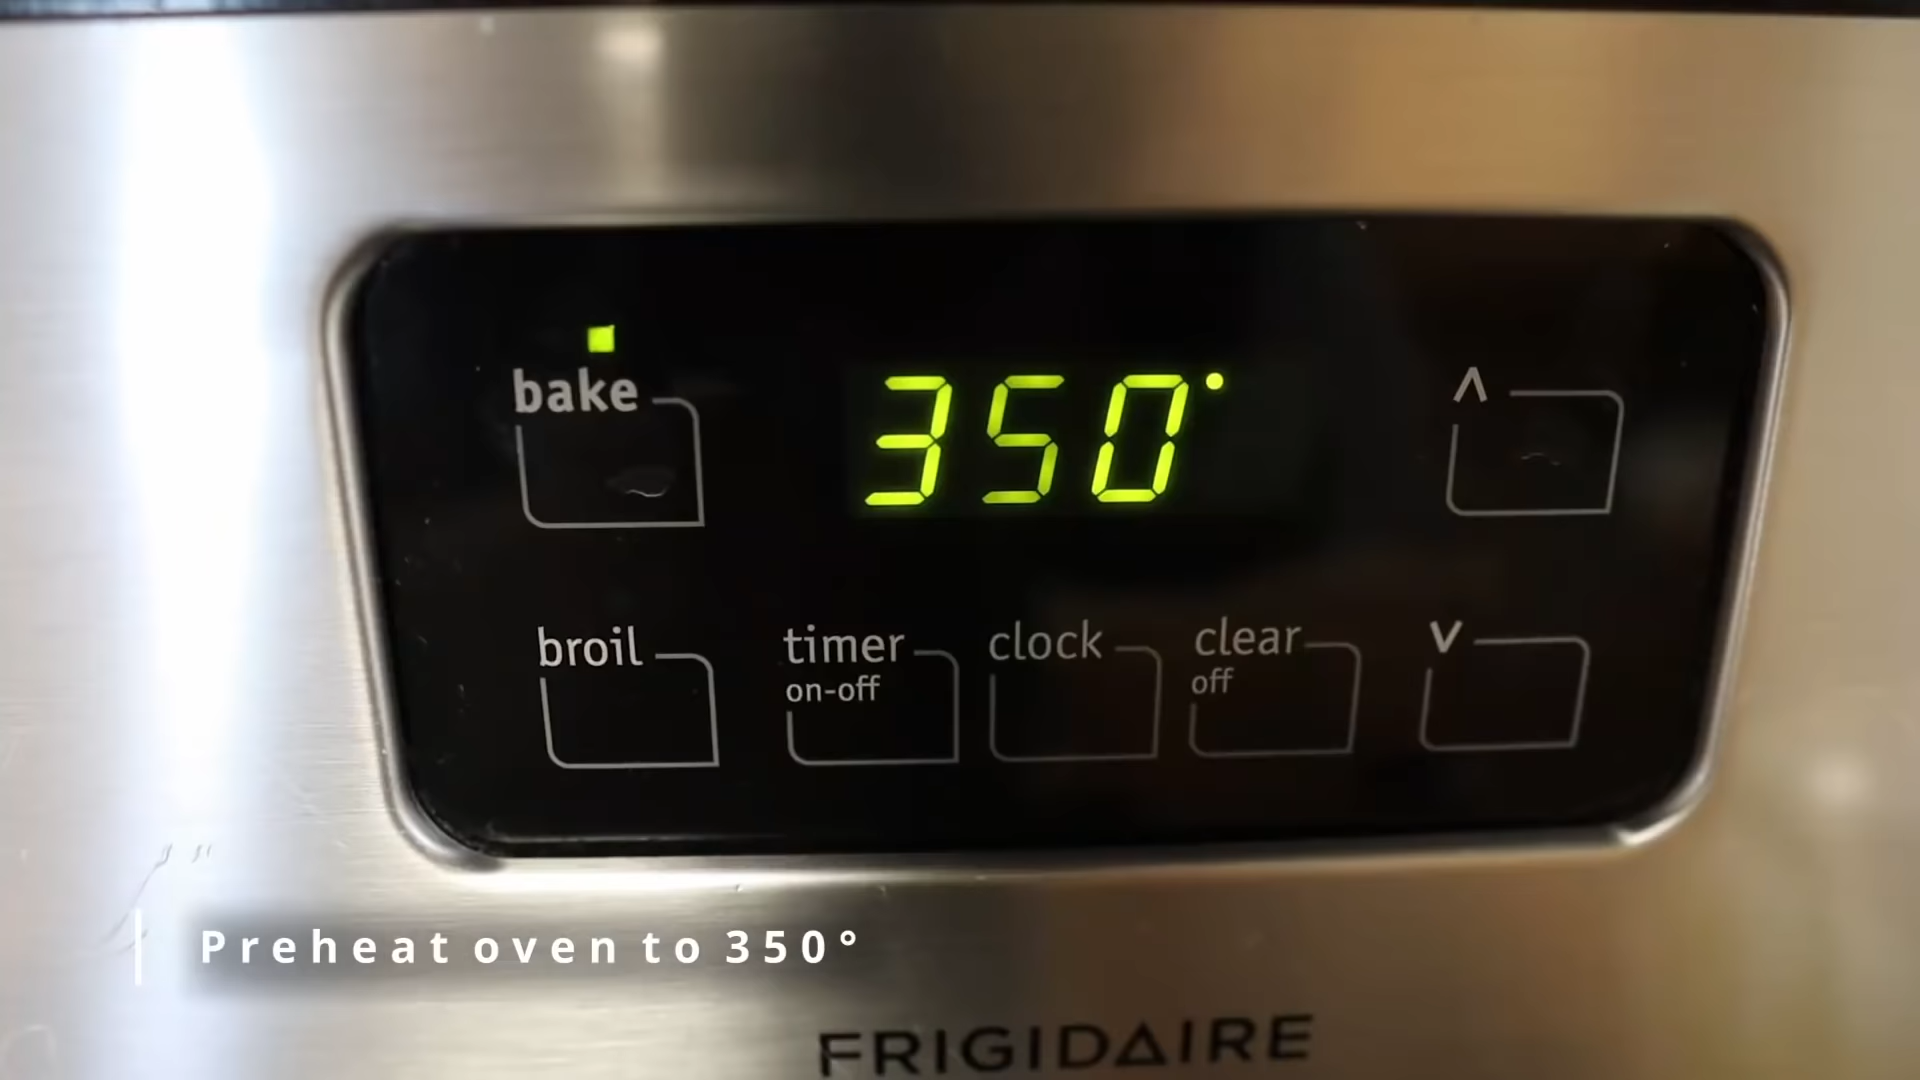 bake
350°
^
broil
timer
on-off
clock
clear
off
v
Preheat oven to 350°
FRIGIDAIRE